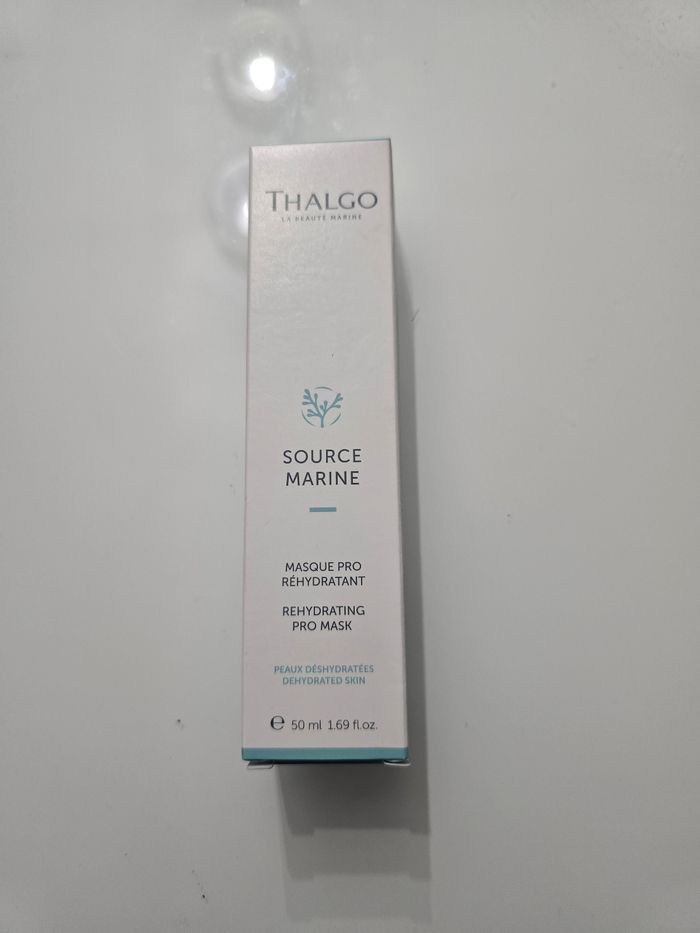 THALGO
LA BEAUTÉ MARINE
SOURCE
MARINE
MASQUE PRO
RÉHYDRATANT
REHYDRATING
PRO MASK
PEAUX DÉSHYDRATÉES
DEHYDRATED SKIN
℮ 50 ml 1.69 fl.oz.